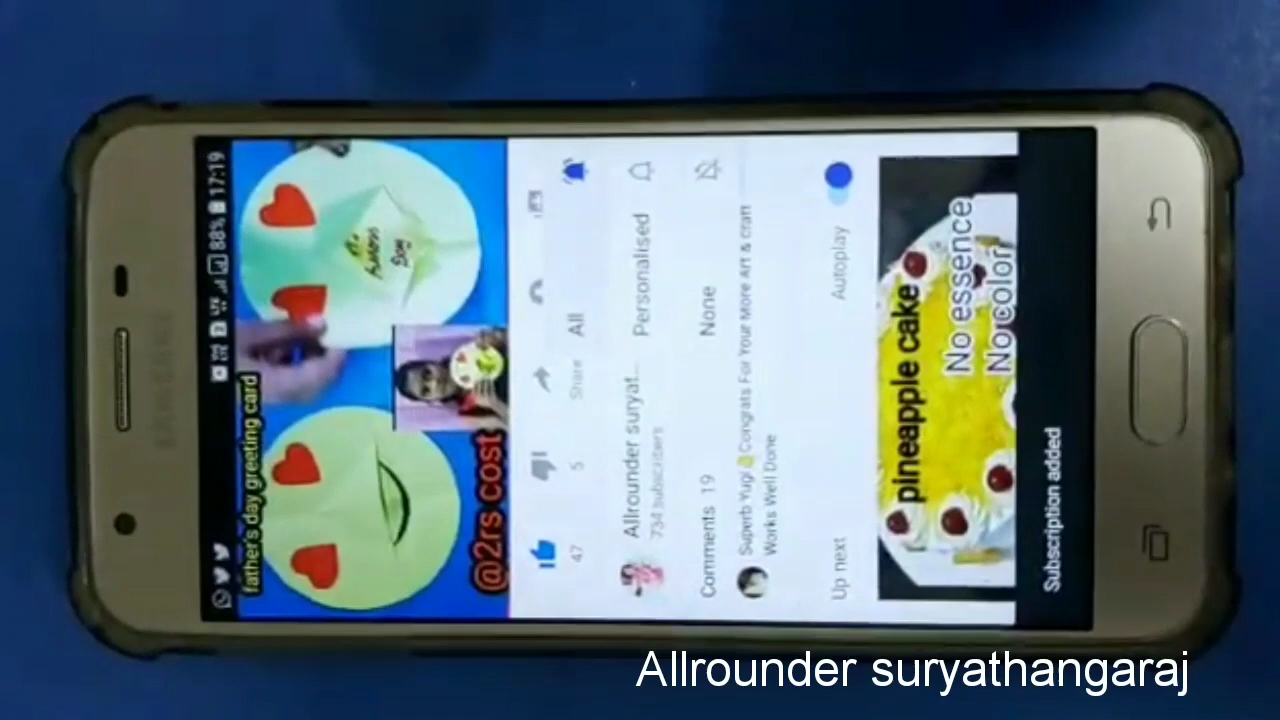 88% 17:19
father's day greeting card
@2rs cost
47
5
Share
All
Personalised
None
Allrounder suryat...
734 subscribers
Comments 19
Superb Yugi Congrats For Your More Art & craft
Works Well Done
Up next
Autoplay
pineapple cake
No essence
No color
Subscription added
SAMSUNG
Allrounder suryathangaraj